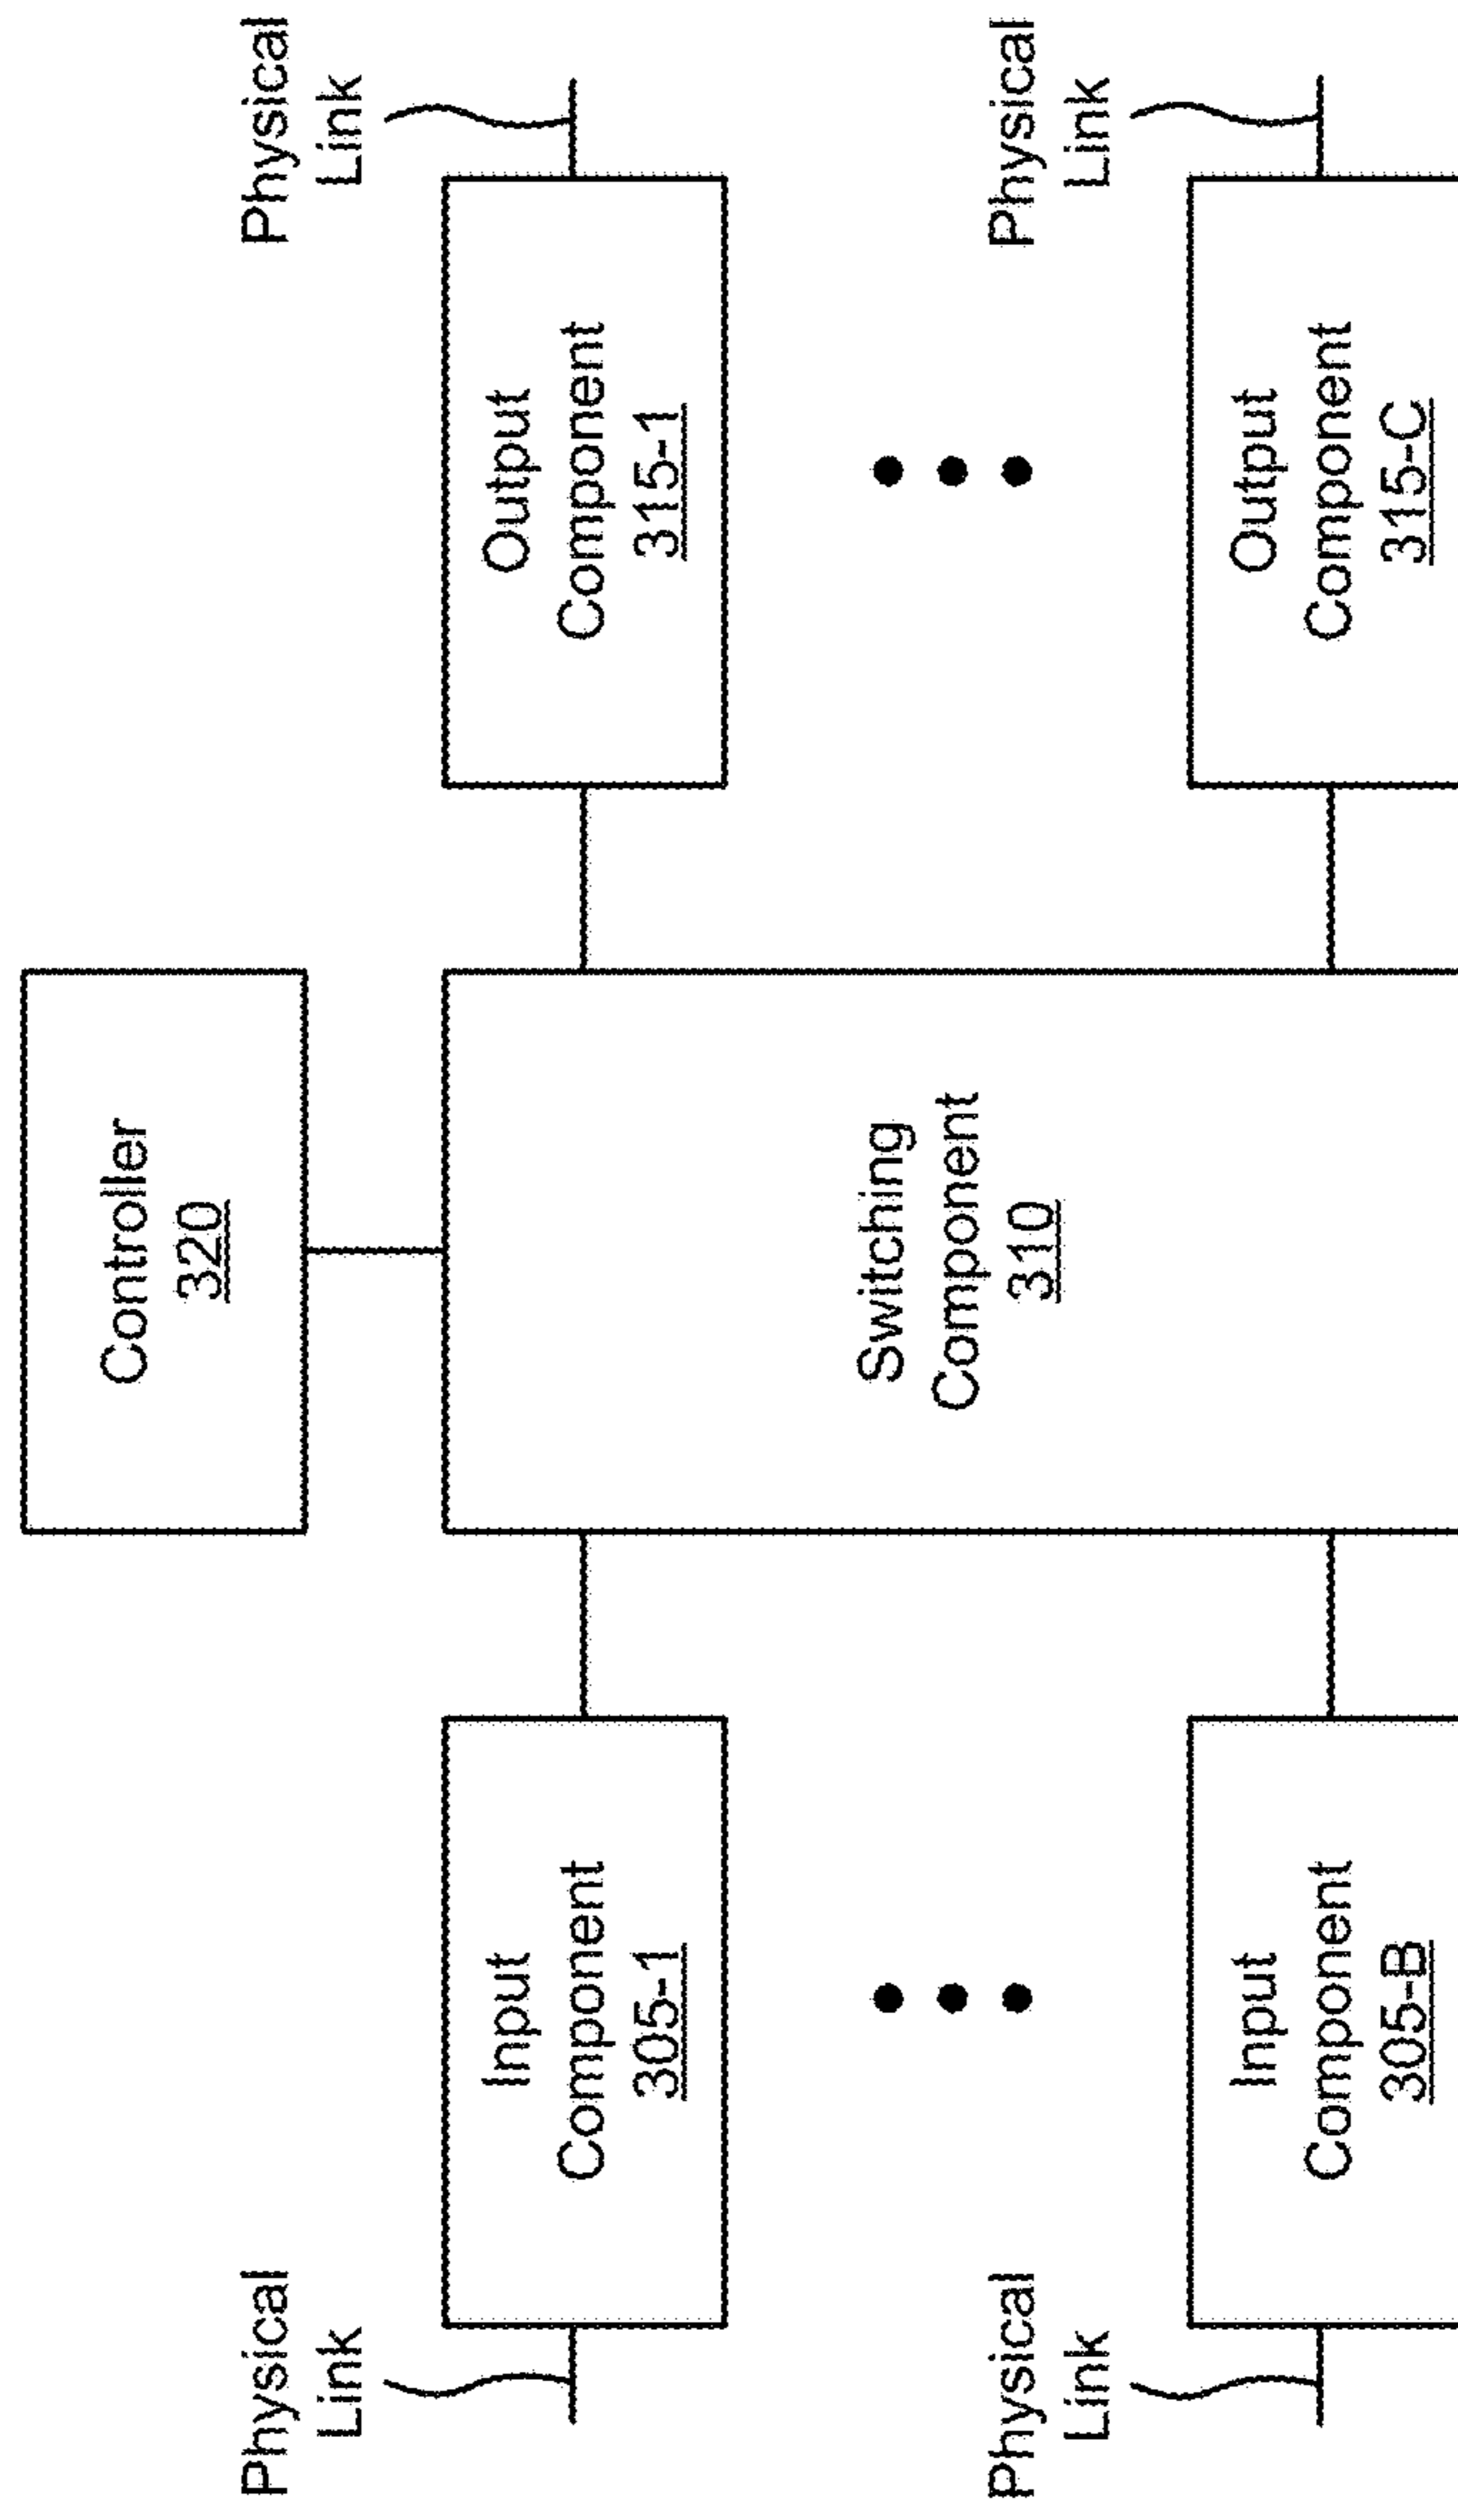 Controller
320
Physical
Link
Physical
Link
Input
Component
305-1
Switching
Component
310
Output
Component
315-1
Physical
Link
Physical
Link
Input
Component
305-B
Output
Component
315-C